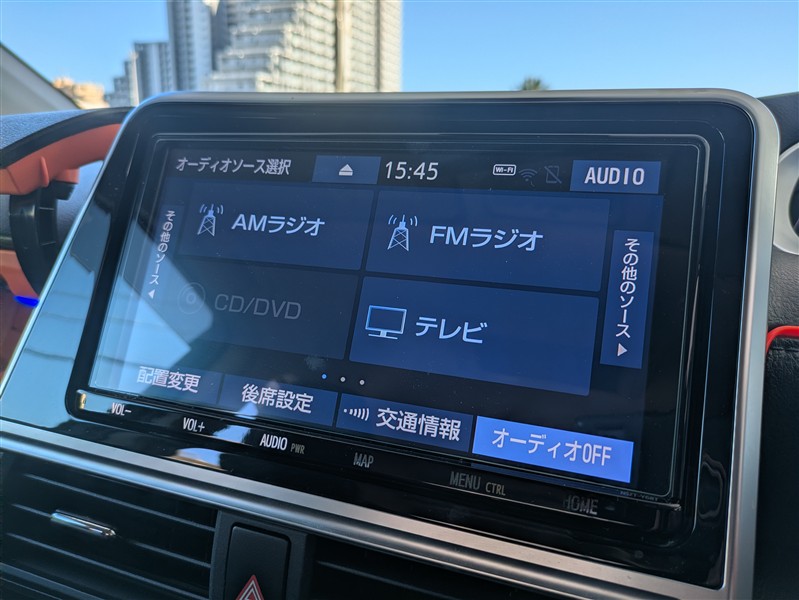 オーディオソース選択
15:45
Wi-Fi
AUDIO
その他のソース◀
AMラジオ
FMラジオ
その他のソース▶
CD/DVD
テレビ
配置変更
後席設定
交通情報
オーディオOFF
VOL−
VOL+
AUDIO PWR
MAP
MENU CTRL
HOME